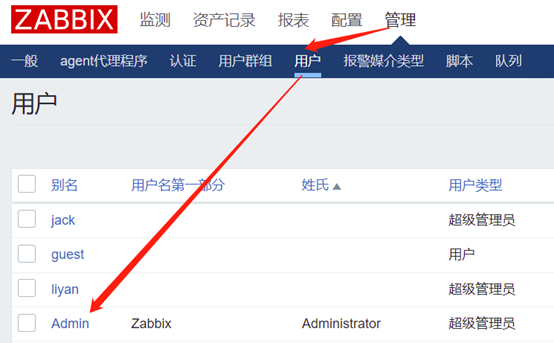 ZABBIX 监测 资产记录 报表 配置 管理
一般 agent代理程序 认证 用户群组 用户 报警媒介类型 脚本 队列
用户
别名 用户名第一部分 姓氏 用户类型
jack 超级管理员
guest 用户
liyan 超级管理员
Admin Zabbix Administrator 超级管理员